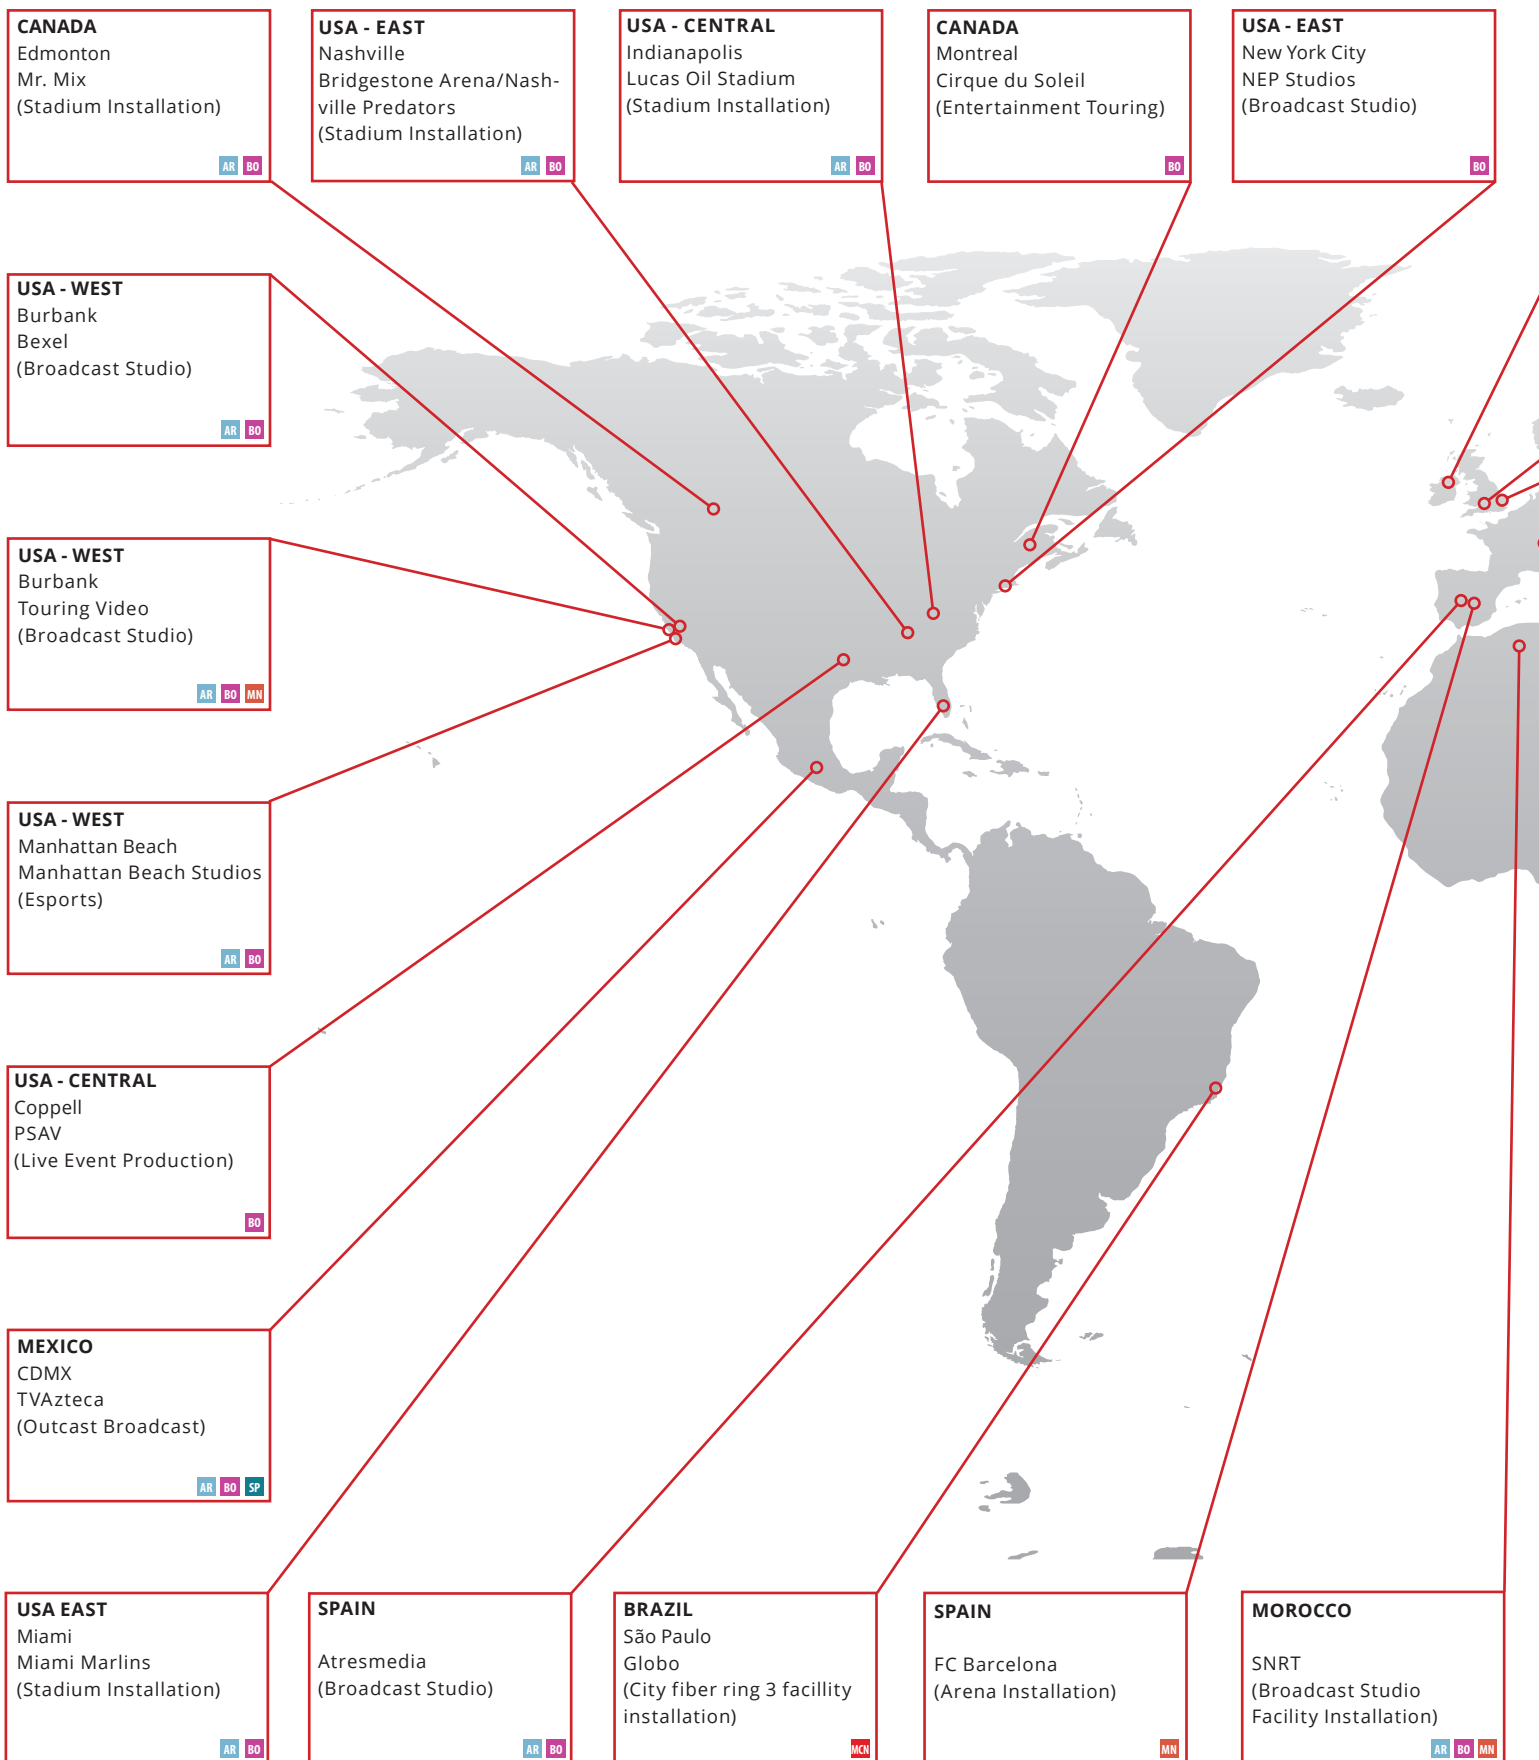 CANADA
Edmonton
Mr. Mix
(Stadium Installation)
AR BO
USA - EAST
Nashville
Bridgestone Arena/Nash-
ville Predators
(Stadium Installation)
AR BO
USA - CENTRAL
Indianapolis
Lucas Oil Stadium
(Stadium Installation)
AR BO
CANADA
Montreal
Cirque du Soleil
(Entertainment Touring)
BO
USA - EAST
New York City
NEP Studios
(Broadcast Studio)
BO
USA - WEST
Burbank
Bexel
(Broadcast Studio)
AR BO
USA - WEST
Burbank
Touring Video
(Broadcast Studio)
AR BO MN
USA - WEST
Manhattan Beach
Manhattan Beach Studios
(Esports)
AR BO
USA - CENTRAL
Coppell
PSAV
(Live Event Production)
BO
MEXICO
CDMX
TVAzteca
(Outcast Broadcast)
AR BO SP
USA EAST
Miami
Miami Marlins
(Stadium Installation)
AR BO
SPAIN
Atresmedia
(Broadcast Studio)
AR BO
BRAZIL
São Paulo
Globo
(City fiber ring 3 facillity
installation)
MCN
SPAIN
FC Barcelona
(Arena Installation)
MN
MOROCCO
SNRT
(Broadcast Studio
Facility Installation)
AR BO MN